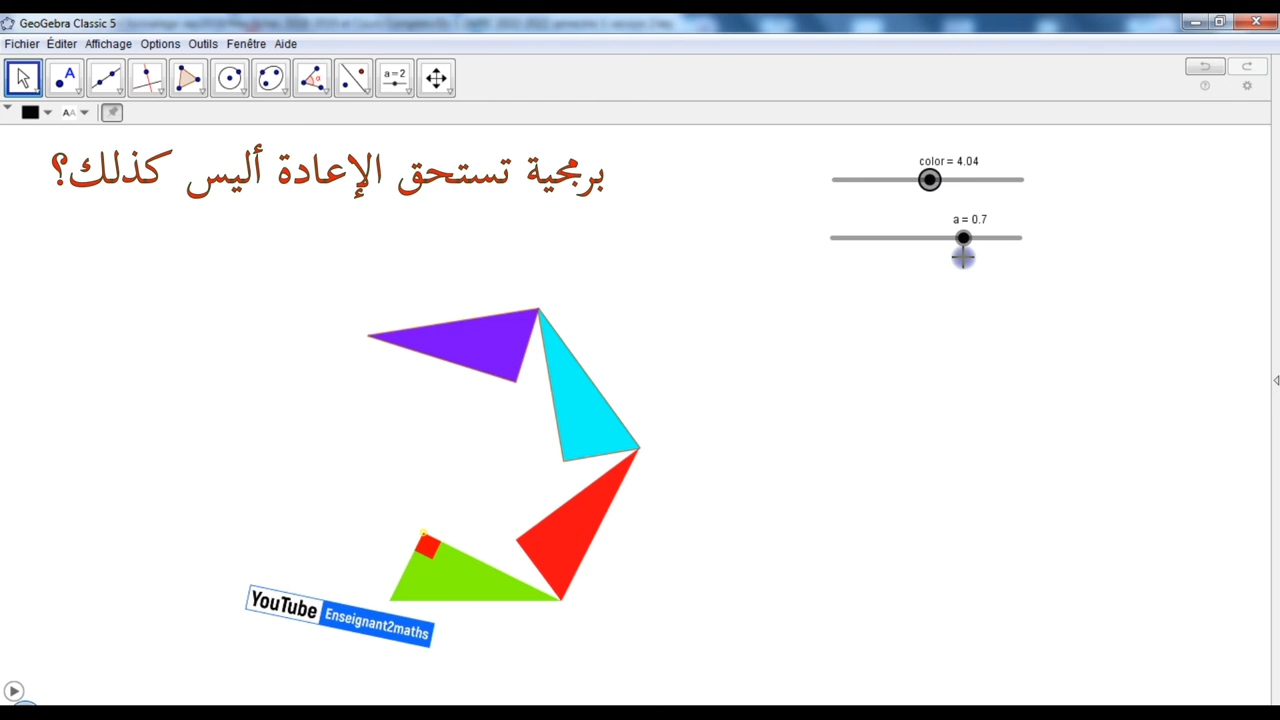 GeoGebra Classic 5
Fichier Éditer Affichage Options Outils Fenêtre Aide
A
a = 2
AA
برمجية تستحق الإعادة أليس كذلك؟
color = 4.04
a = 0.7
YouTube Enseignant2maths